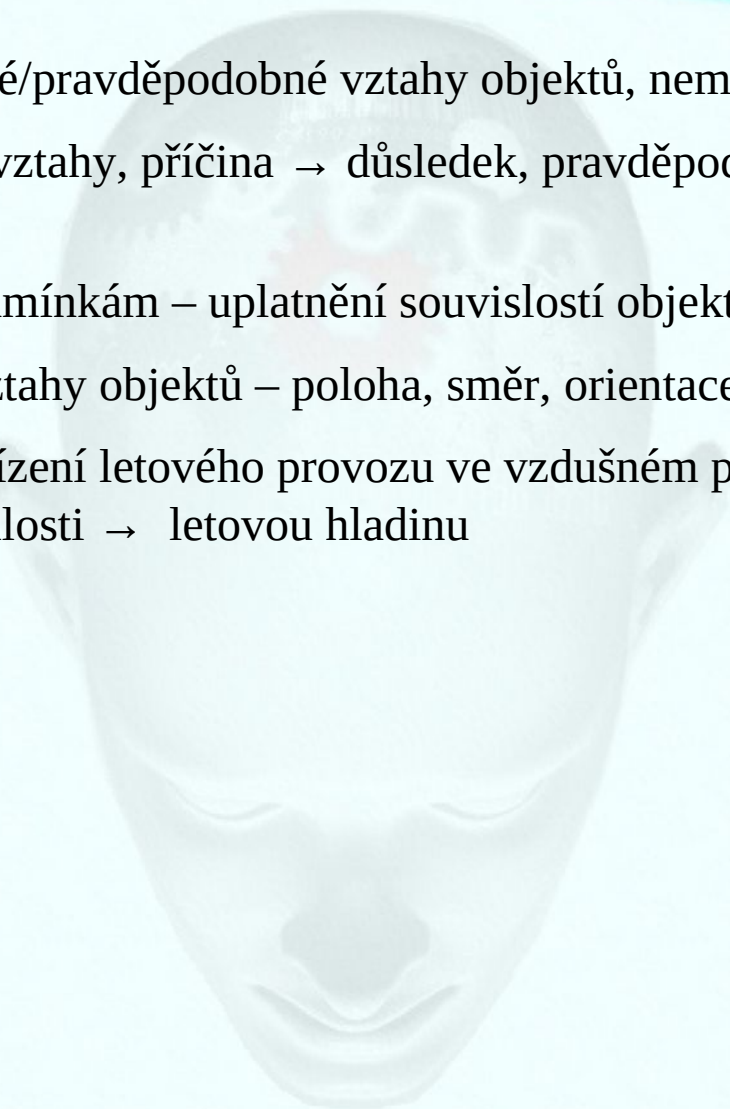 é/pravděpodobné vztahy objektů, nem
vztahy, příčina → důsledek, pravděpod
mínkám – uplatnění souvislostí objekt
ztahy objektů – poloha, směr, orientace
ízení letového provozu ve vzdušném p
losti → letovou hladinu